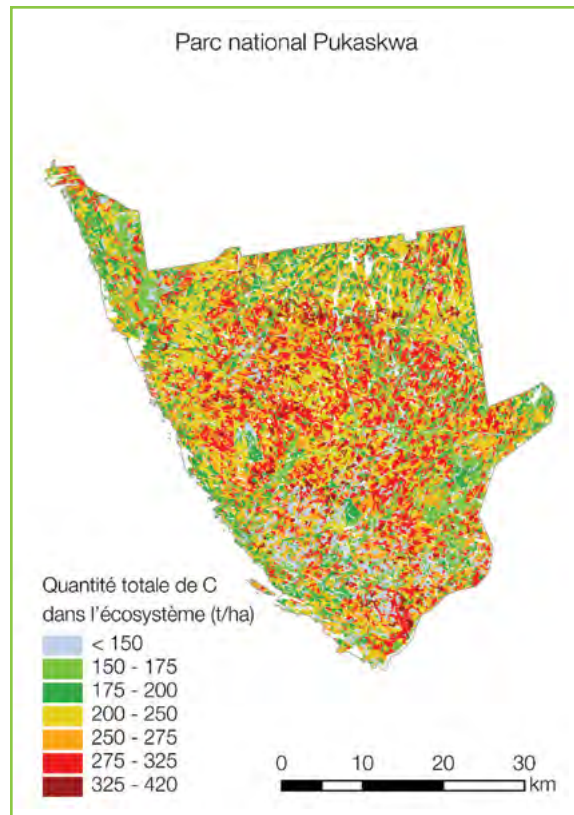 Parc national Pukaskwa
Quantité totale de C
dans l'écosystème (t/ha)
< 150
150 - 175
175 - 200
200 - 250
250 - 275
275 - 325
325 - 420
0 10 20 30
km